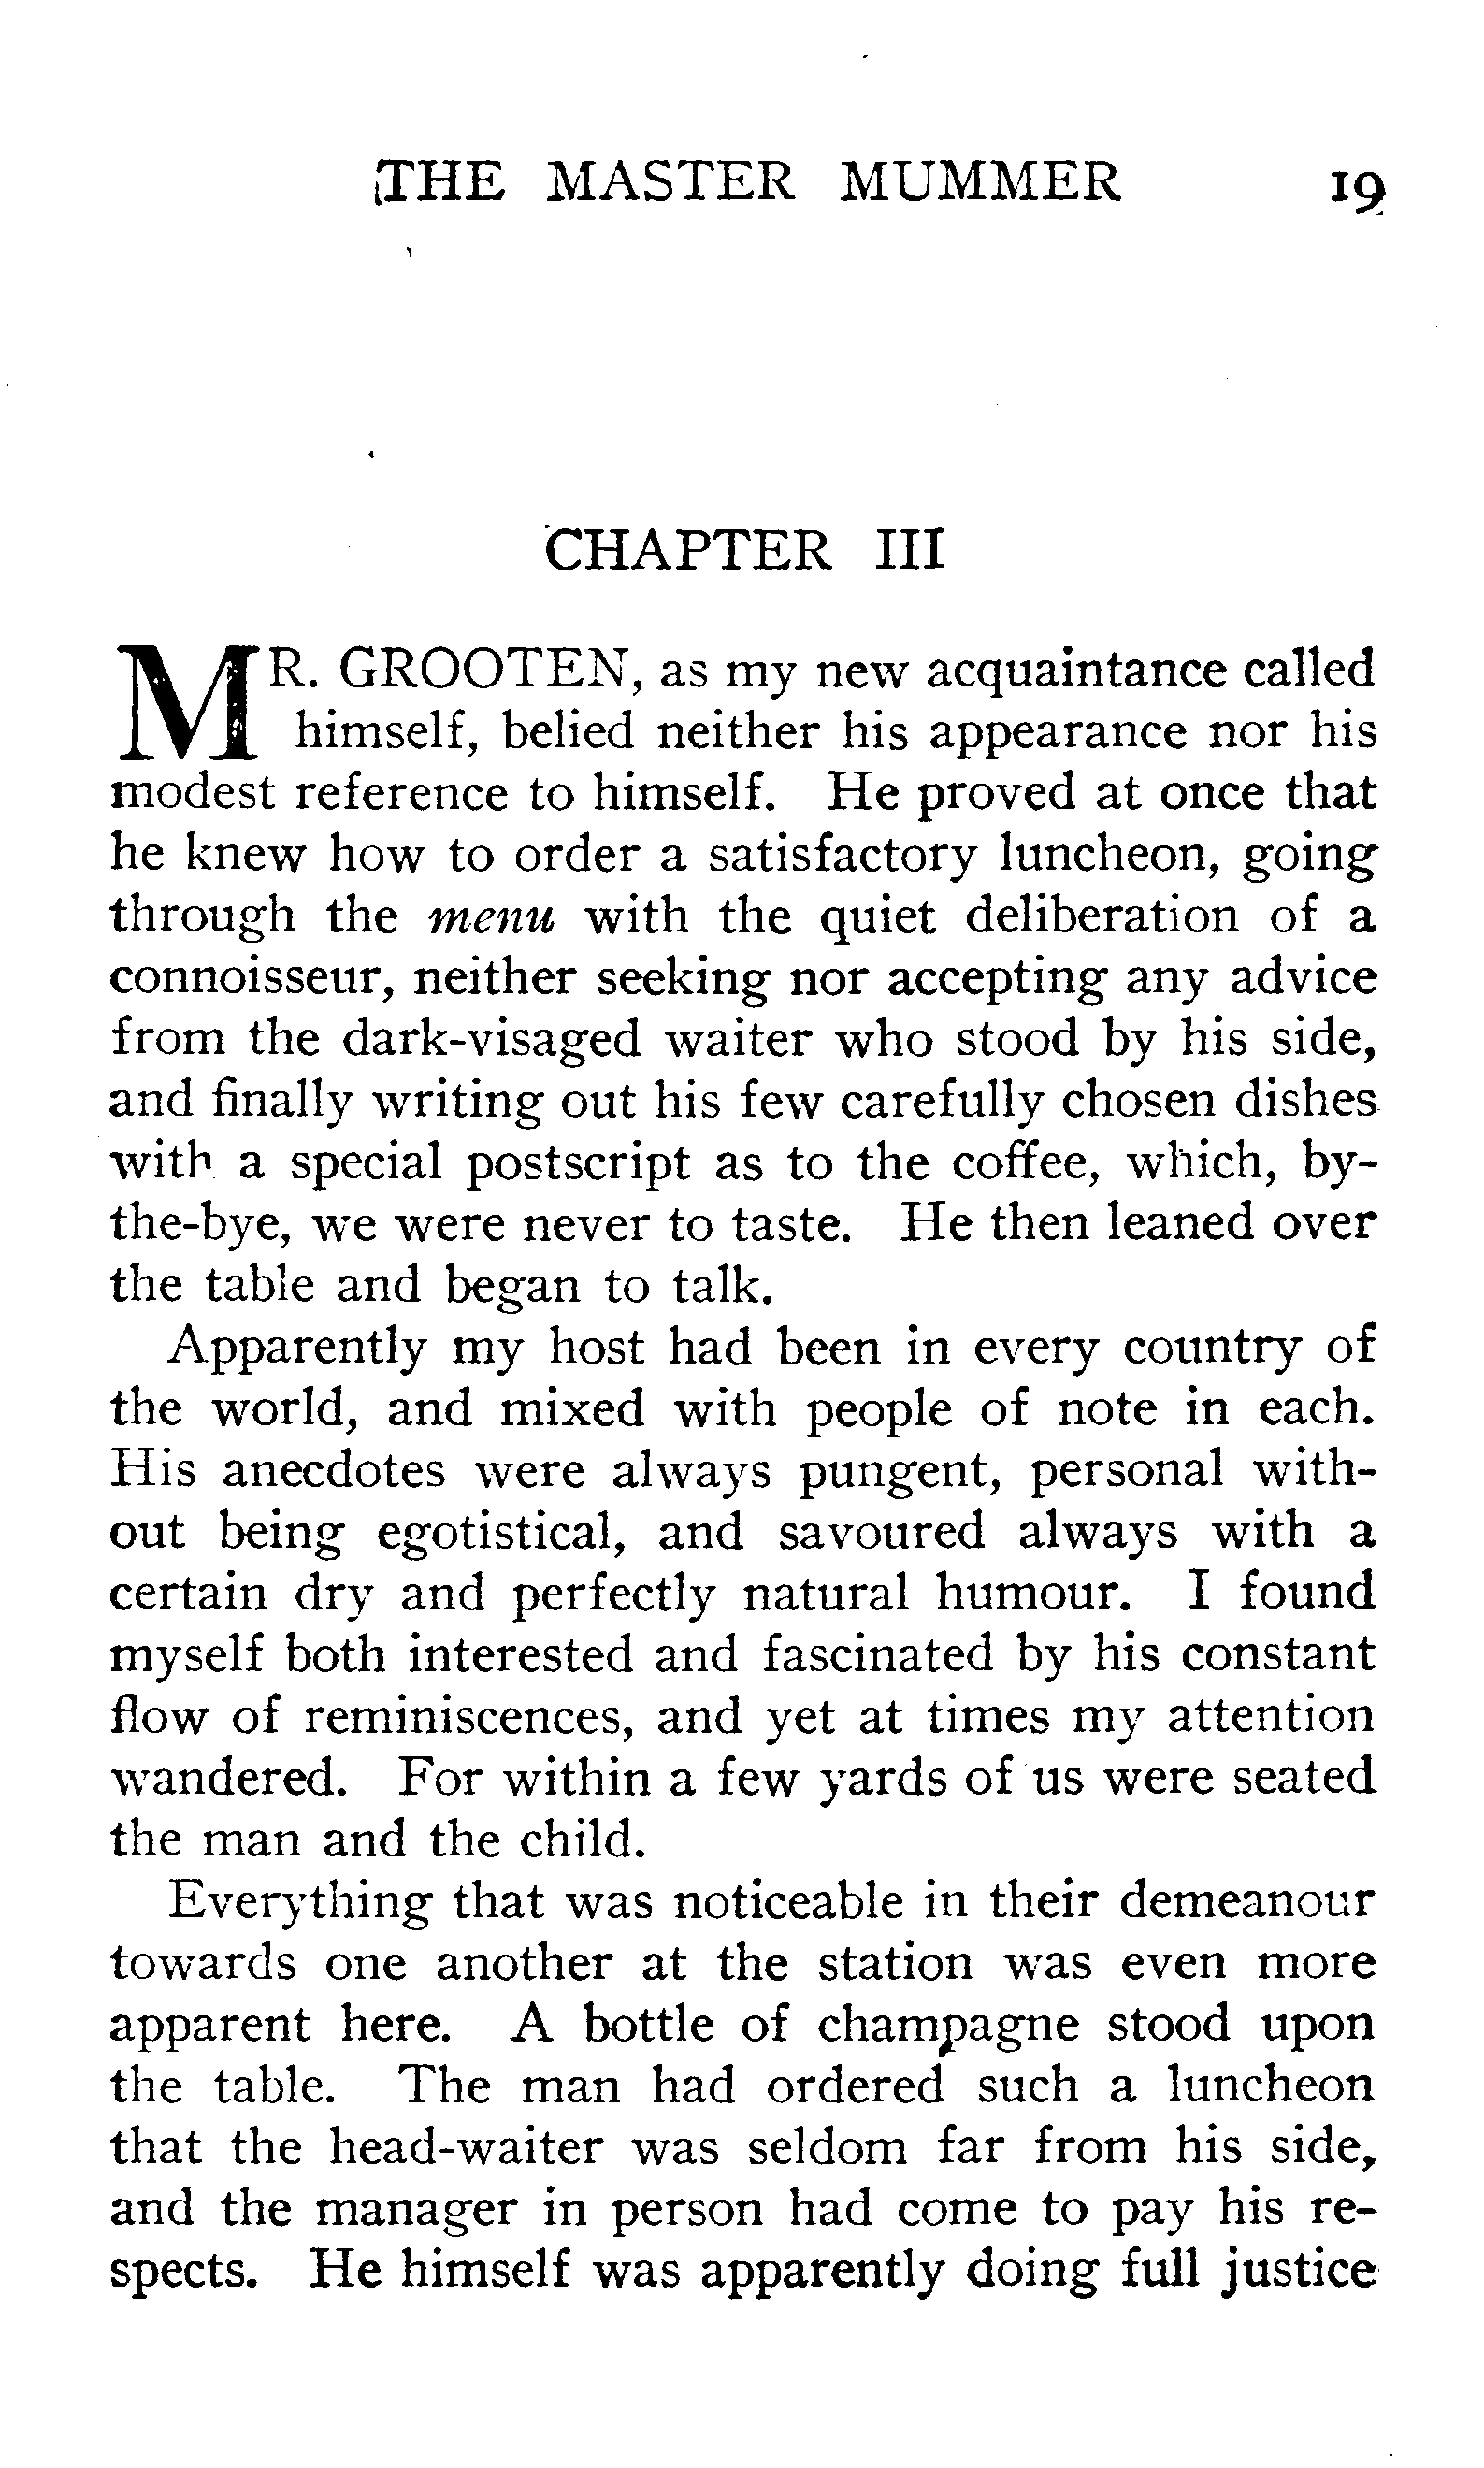 THE MASTER MUMMER 19
CHAPTER III
MR. GROOTEN, as my new acquaintance called
himself, belied neither his appearance nor his
modest reference to himself. He proved at once that
he knew how to order a satisfactory luncheon, going
through the menu with the quiet deliberation of a
connoisseur, neither seeking nor accepting any advice
from the dark-visaged waiter who stood by his side,
and finally writing out his few carefully chosen dishes
with a special postscript as to the coffee, which, by-
the-bye, we were never to taste. He then leaned over
the table and began to talk.
Apparently my host had been in every country of
the world, and mixed with people of note in each.
His anecdotes were always pungent, personal with-
out being egotistical, and savoured always with a
certain dry and perfectly natural humour. I found
myself both interested and fascinated by his constant
flow of reminiscences, and yet at times my attention
wandered. For within a few yards of us were seated
the man and the child.
Everything that was noticeable in their demeanour
towards one another at the station was even more
apparent here. A bottle of champagne stood upon
the table. The man had ordered such a luncheon
that the head-waiter was seldom far from his side,
and the manager in person had come to pay his re-
spects. He himself was apparently doing full justice